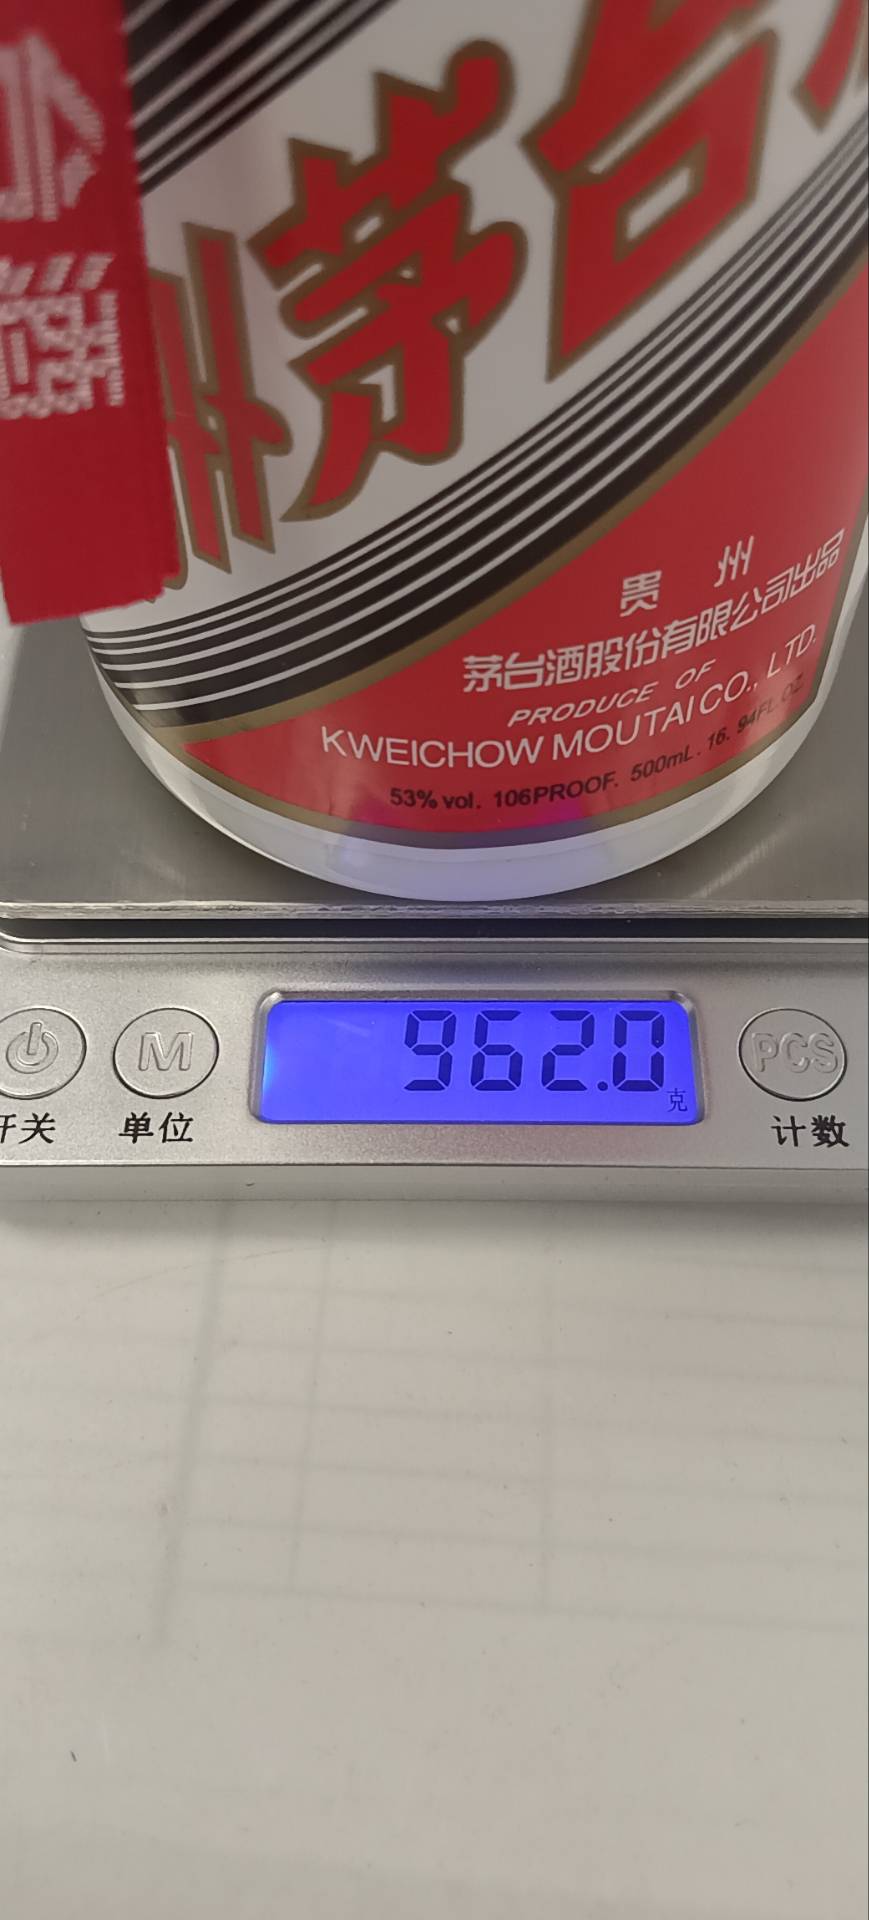 州茅台
贵 州
茅台酒股份有限公司出品
PRODUCE OF
KWEICHOW MOUTAI CO., LTD.
53% vol. 106PROOF. 500mL. 16. 94FL. OZ
962.0
克
M
PCS
开关
单位
计数